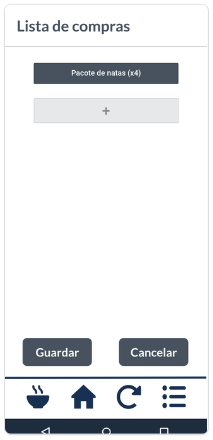 Lista de compras
Pacote de natas (x4)
+
Guardar
Cancelar